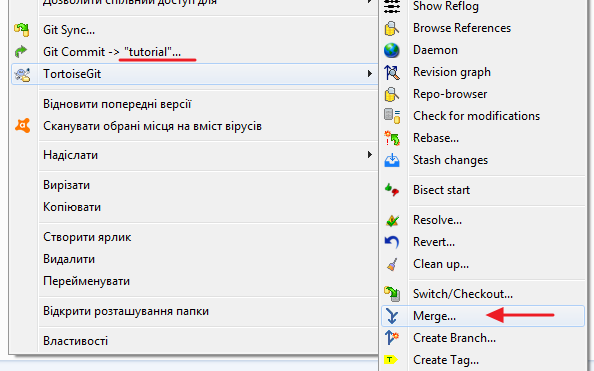 Дозволити спільний доступ для
Git Sync...
Git Commit -> "tutorial"...
TortoiseGit
Відновити попередні версії
Сканувати обрані місця на вміст вірусів
Надіслати
Вирізати
Копіювати
Створити ярлик
Видалити
Перейменувати
Відкрити розташування папки
Властивості
Show Reflog
Browse References
Daemon
Revision graph
Repo-browser
Check for modifications
Rebase...
Stash changes
Bisect start
Resolve...
Revert...
Clean up...
Switch/Checkout...
Merge...
Create Branch...
Create Tag...